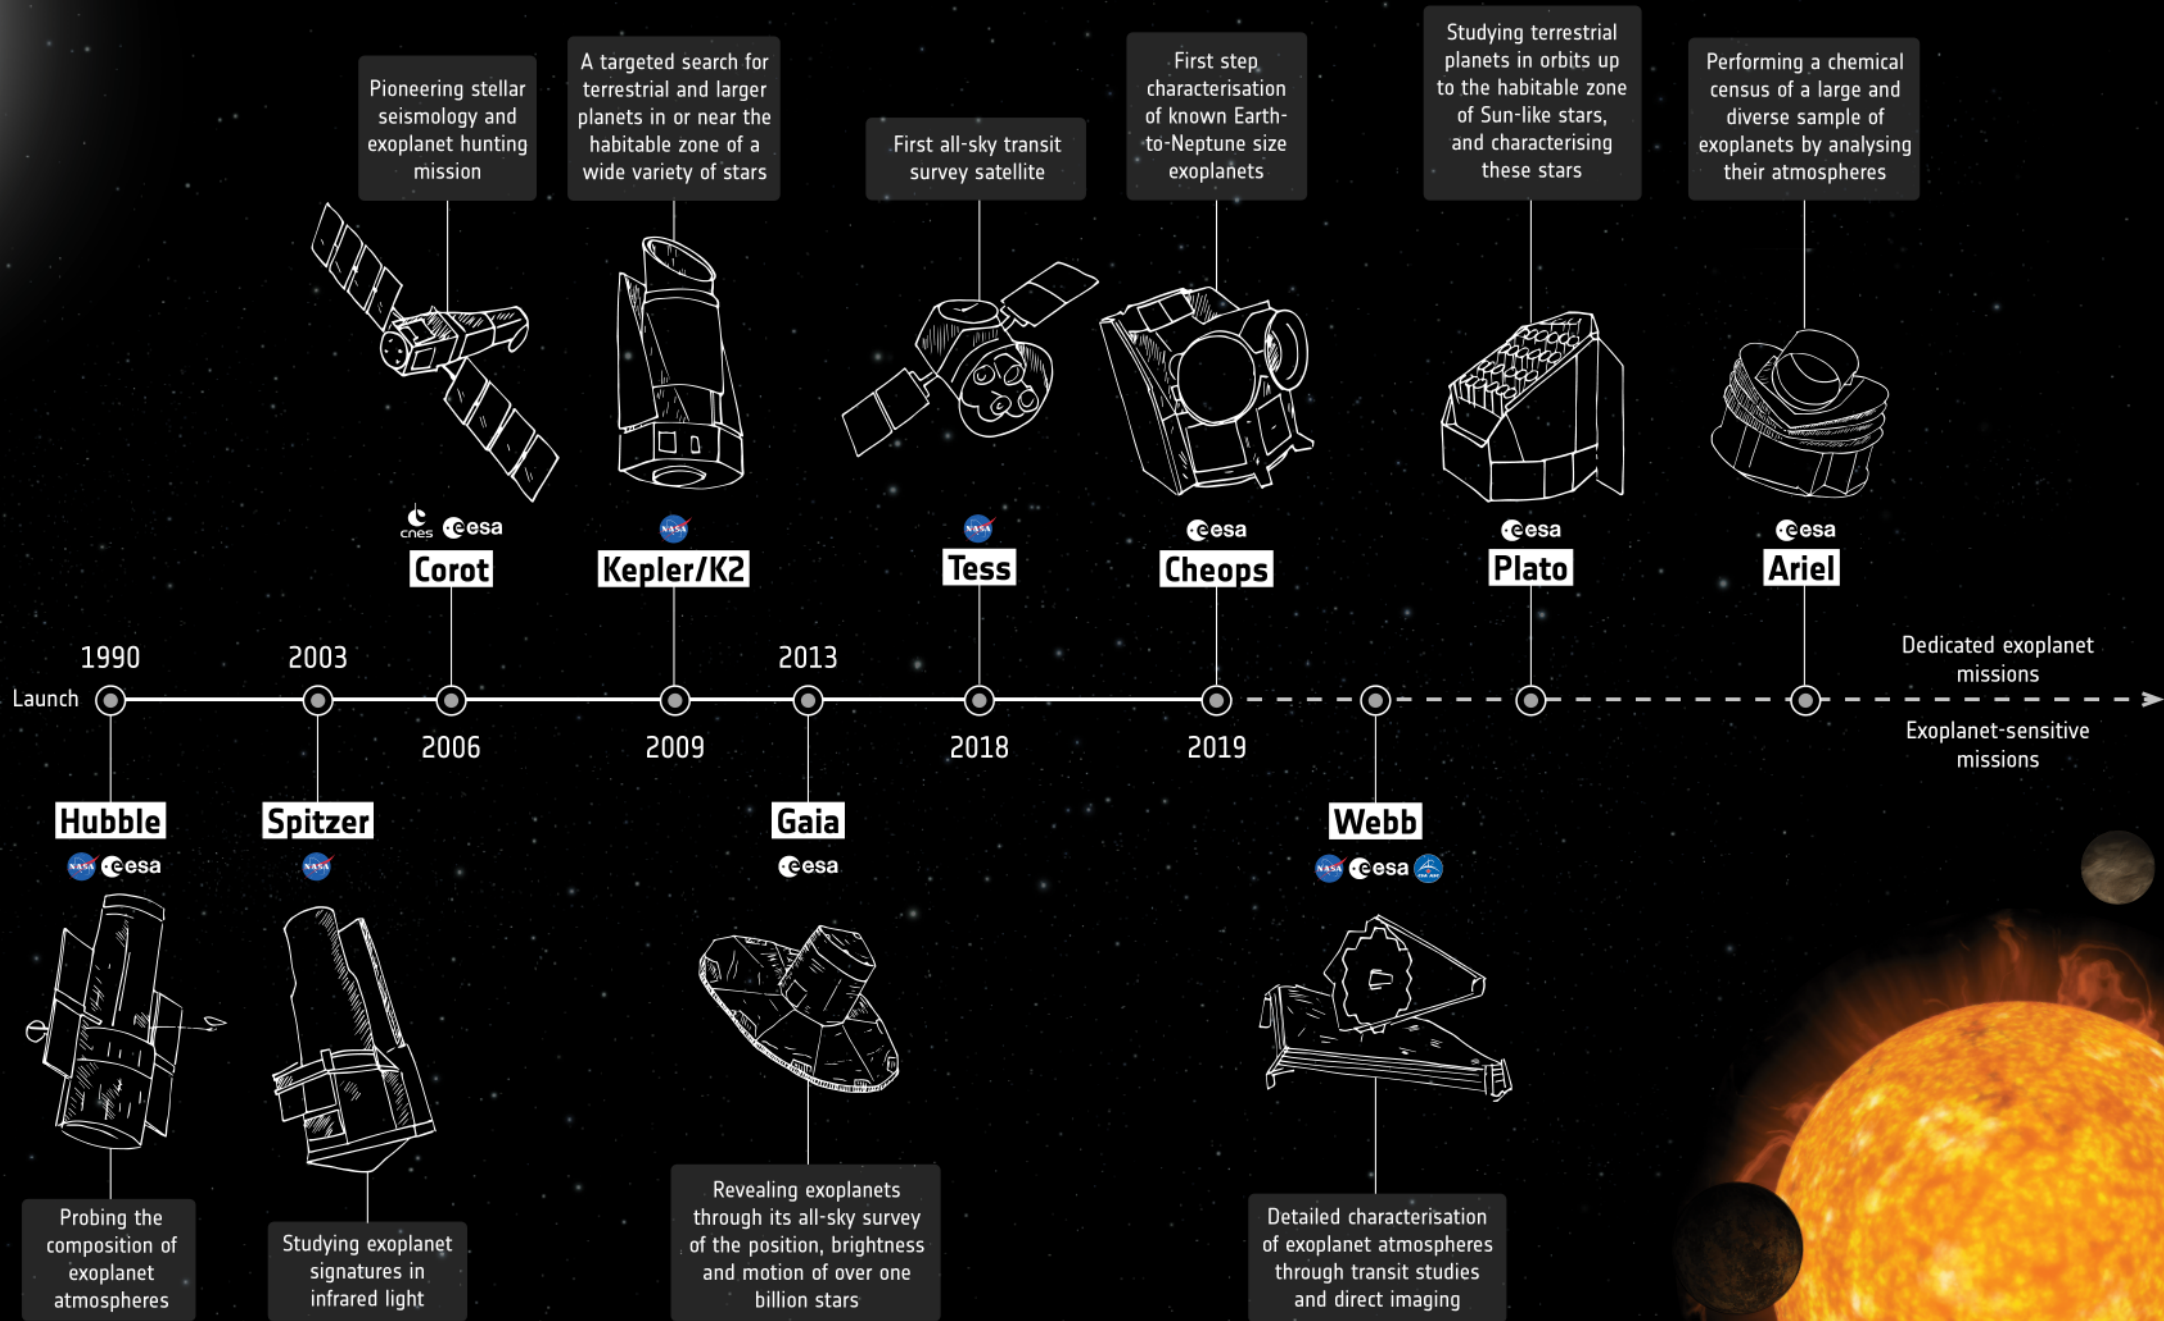 Pioneering stellar
seismology and
exoplanet hunting
mission
A targeted search for
terrestrial and larger
planets in or near the
habitable zone of a
wide variety of stars
First all-sky transit
survey satellite
First step
characterisation
of known Earth-
to-Neptune size
exoplanets
Studying terrestrial
planets in orbits up
to the habitable zone
of Sun-like stars,
and characterising
these stars
Performing a chemical
census of a large and
diverse sample of
exoplanets by analysing
their atmospheres
cnes esa
NASA
NASA
esa
esa
esa
Corot
Kepler/K2
Tess
Cheops
Plato
Ariel
1990
2003
2013
Dedicated exoplanet
missions
Launch
2006
2009
2018
2019
Exoplanet-sensitive
missions
Hubble
Spitzer
Gaia
Webb
NASA esa
NASA
esa
NASA esa
Probing the
composition of
exoplanet
atmospheres
Studying exoplanet
signatures in
infrared light
Revealing exoplanets
through its all-sky survey
of the position, brightness
and motion of over one
billion stars
Detailed characterisation
of exoplanet atmospheres
through transit studies
and direct imaging